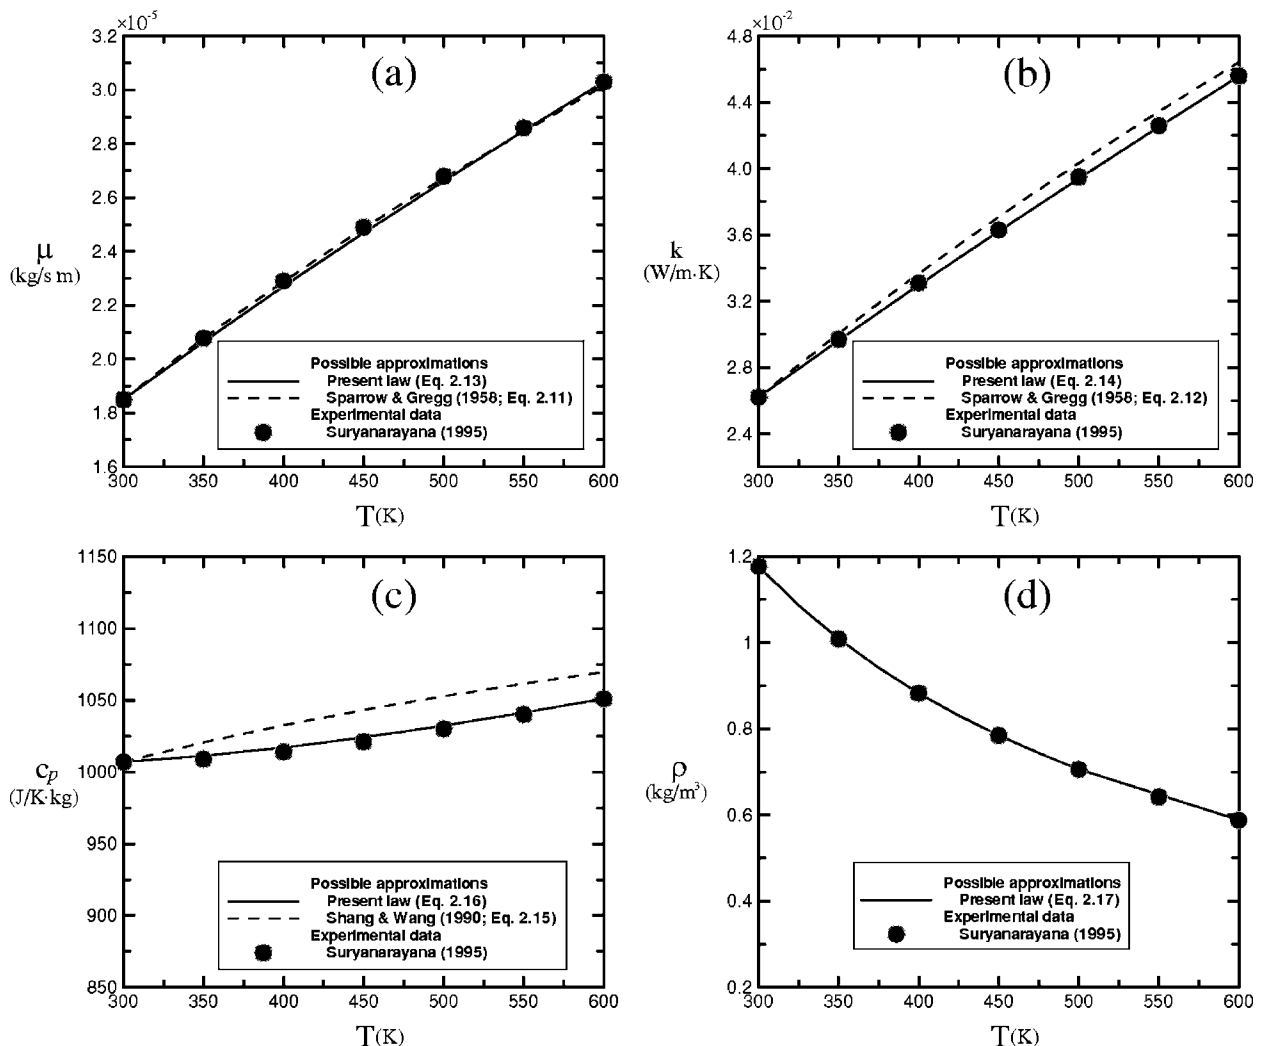 ×10⁻⁵
3.2
3.0
2.8
2.6
2.4
2.2
2.0
1.8
1.6
μ
(kg/s m)
(a)
Possible approximations
Present law (Eq. 2.13)
Sparrow & Gregg (1958; Eq. 2.11)
Experimental data
Suryanarayana (1995)
300 350 400 450 500 550 600
T(K)
×10⁻²
4.8
4.4
4.0
3.6
3.2
2.8
2.4
k
(W/m·K)
(b)
Possible approximations
Present law (Eq. 2.14)
Sparrow & Gregg (1958; Eq. 2.12)
Experimental data
Suryanarayana (1995)
300 350 400 450 500 550 600
T(K)
1150
1100
1050
1000
950
900
850
cp
(J/K·kg)
(c)
Possible approximations
Present law (Eq. 2.16)
Shang & Wang (1990; Eq. 2.15)
Experimental data
Suryanarayana (1995)
300 350 400 450 500 550 600
T(K)
1.2
1
0.8
0.6
0.4
0.2
ρ
(kg/m³)
(d)
Possible approximations
Present law (Eq. 2.17)
Experimental data
Suryanarayana (1995)
300 350 400 450 500 550 600
T(K)